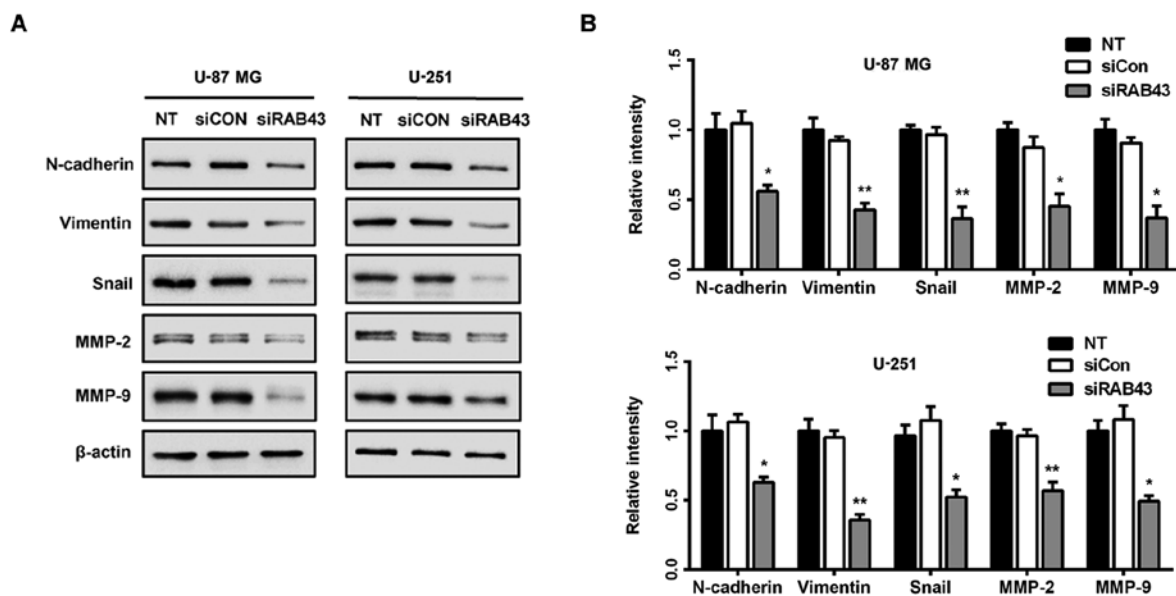 A
U-87 MG
U-251
NT siCON siRAB43
NT siCON siRAB43
N-cadherin
Vimentin
Snail
MMP-2
MMP-9
β-actin
B
U-87 MG
NT
siCon
siRAB43
Relative intensity
1.5
1.0
0.5
0.0
* ** ** * *
N-cadherin Vimentin Snail MMP-2 MMP-9
U-251
NT
siCon
siRAB43
Relative intensity
1.5
1.0
0.5
0.0
* ** * ** *
N-cadherin Vimentin Snail MMP-2 MMP-9